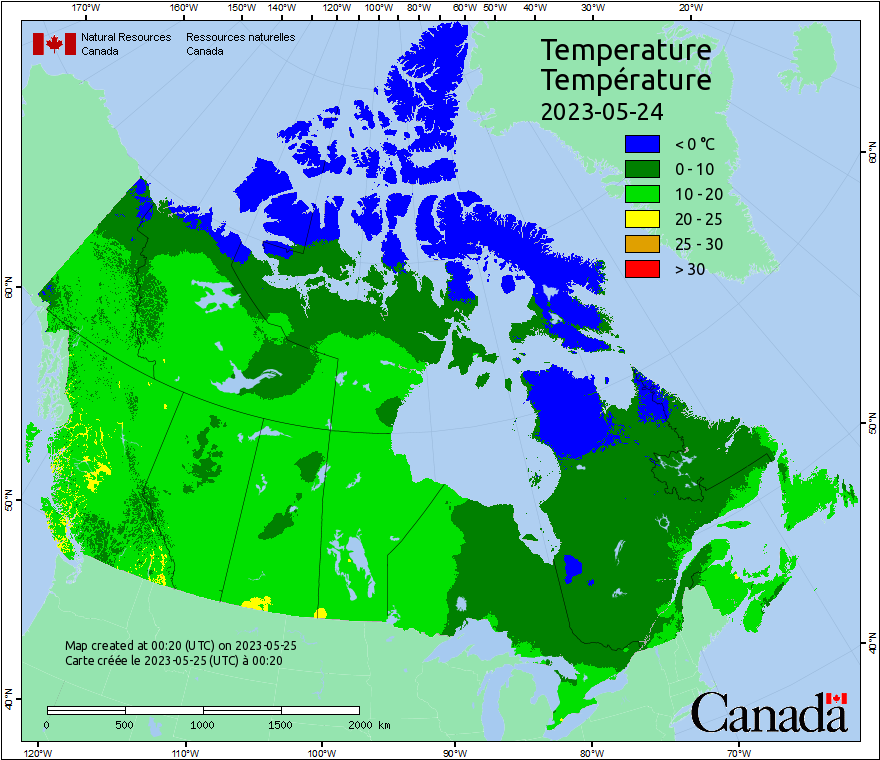 170°W 160°W 150°W 140°W 120°W 100°W 80°W 60°W 50°W 40°W 30°W 20°W
Natural Resources Ressources naturelles
Canada Canada
Temperature
Température
2023-05-24
< 0 °C
0 - 10
10 - 20
20 - 25
25 - 30
> 30
60°N
60°N
50°N
50°N
40°N
40°N
Map created at 00:20 (UTC) on 2023-05-25
Carte créée le 2023-05-25 (UTC) à 00:20
0 500 1000 1500 2000 km
Canada
120°W 110°W 100°W 90°W 80°W 70°W